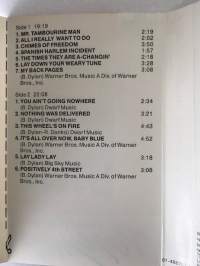 Side 1 19:19
1. MR. TAMBOURINE MAN 2:19
2. ALL I REALLY WANT TO DO 2:02
3. CHIMES OF FREEDOM 3:50
4. SPANISH HARLEM INCIDENT 1:57
5. THE TIMES THEY ARE A-CHANGIN' 2:18
6. LAY DOWN YOUR WEARY TUNE 3:28
7. MY BACK PAGES 3:08
(B. Dylan) Warner Bros. Music A Div. of Warner
Bros., Inc.
Side 2 22:08
1. YOU AIN'T GOING NOWHERE 2:34
(B. Dylan) Dwarf Music
2. NOTHING WAS DELIVERED 3:21
(B. Dylan) Dwarf Music
3. THIS WHEEL'S ON FIRE 4:43
(B. Dylan-R. Danko) Dwarf Music
4. IT'S ALL OVER NOW, BABY BLUE 4:52
(B. Dylan) Warner Bros. Music A Div. of Warner
Bros., Inc.
5. LAY LADY LAY 3:18
(B. Dylan) Big Sky Music
6. POSITIVELY 4th STREET 3:08
(B. Dylan) Warner Bros. Music A Div. of Warner
Bros., Inc.